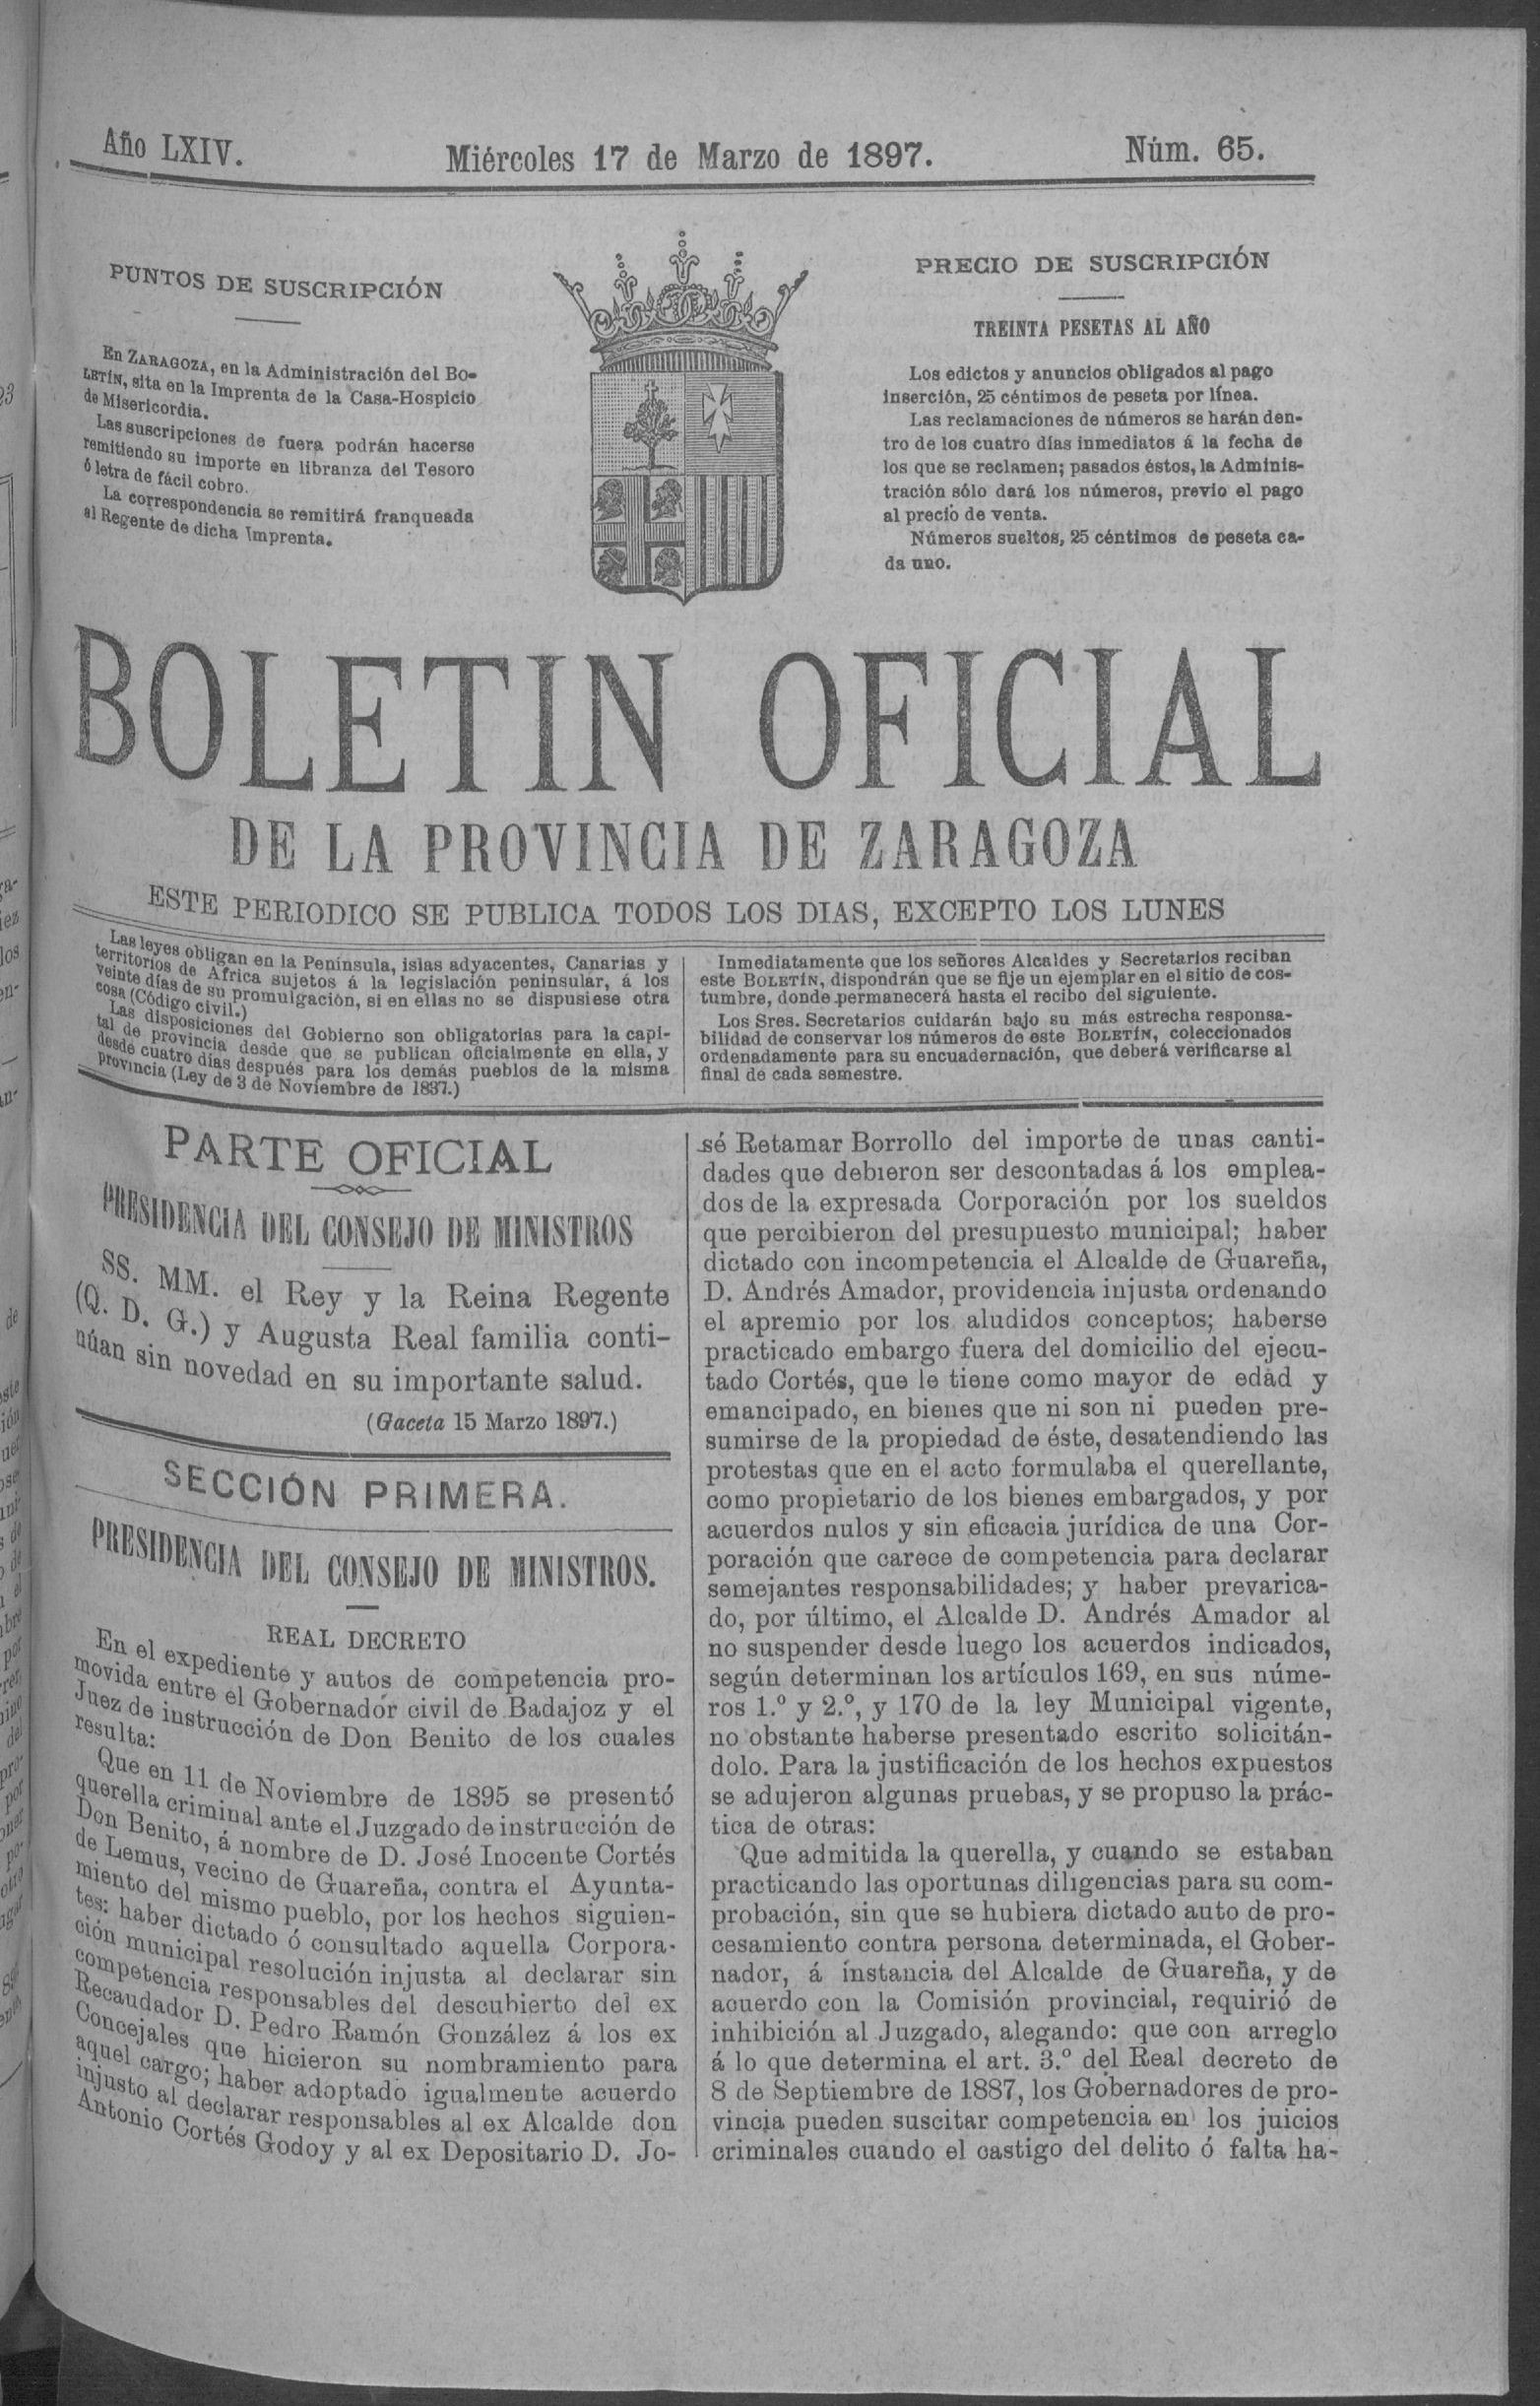 Año LXIV.
Miércoles 17 de Marzo de 1897.
Núm. 65.
PUNTOS DE SUSCRIPCIÓN
En ZARAGOZA, en la Administración del Bo-
LETÍN, sita en la Imprenta de la Casa-Hospicio
de Misericordia.
Las suscripciones de fuera podrán hacerse
remitiendo su importe en libranza del Tesoro
ó letra de fácil cobro.
La correspondencia se remitirá franqueada
al Regente de dicha Imprenta.
PRECIO DE SUSCRIPCIÓN
TREINTA PESETAS AL AÑO
Los edictos y anuncios obligados al pago
inserción, 25 céntimos de peseta por línea.
Las reclamaciones de números se harán den-
tro de los cuatro días inmediatos á la fecha de
los que se reclamen; pasados éstos, la Adminis-
tración sólo dará los números, previo el pago
al precio de venta.
Números sueltos, 25 céntimos de peseta ca-
da uno.
BOLETIN OFICIAL
DE LA PROVINCIA DE ZARAGOZA
ESTE PERIODICO SE PUBLICA TODOS LOS DIAS, EXCEPTO LOS LUNES
Las leyes obligan en la Península, islas adyacentes, Canarias y
territorios de Africa sujetos á la legislación peninsular, á los
veinte días de su promulgación, si en ellas no se dispusiese otra
cosa (Código civil.)
Las disposiciones del Gobierno son obligatorias para la capi-
tal de provincia desde que se publican oficialmente en ella, y
desde cuatro días después para los demás pueblos de la misma
provincia (Ley de 3 de Noviembre de 1837.)
Inmediatamente que los señores Alcaldes y Secretarios reciban
este BOLETÍN, dispondrán que se fije un ejemplar en el sitio de cos-
tumbre, donde permanecerá hasta el recibo del siguiente.
Los Sres. Secretarios cuidarán bajo su más estrecha responsa-
bilidad de conservar los números de este BOLETÍN, coleccionados
ordenadamente para su encuadernación, que deberá verificarse al
final de cada semestre.
PARTE OFICIAL
PRESIDENCIA DEL CONSEJO DE MINISTROS
SS. MM. el Rey y la Reina Regente
(Q. D. G.) y Augusta Real familia conti-
núan sin novedad en su importante salud.
(Gaceta 15 Marzo 1897.)
SECCIÓN PRIMERA.
PRESIDENCIA DEL CONSEJO DE MINISTROS.
REAL DECRETO
En el expediente y autos de competencia pro-
movida entre el Gobernador civil de Badajoz y el
Juez de instrucción de Don Benito de los cuales
resulta:
Que en 11 de Noviembre de 1895 se presentó
querella criminal ante el Juzgado de instrucción de
Don Benito, á nombre de D. José Inocente Cortés
de Lemus, vecino de Guareña, contra el Ayunta-
miento del mismo pueblo, por los hechos siguien-
tes: haber dictado ó consultado aquella Corpora-
ción municipal resolución injusta al declarar sin
competencia responsables del descubierto del ex
Recaudador D. Pedro Ramón González á los ex
Concejales que hicieron su nombramiento para
aquel cargo; haber adoptado igualmente acuerdo
injusto al declarar responsables al ex Alcalde don
Antonio Cortés Godoy y al ex Depositario D. Jo-
sé Retamar Borrollo del importe de unas canti-
dades que debieron ser descontadas á los emplea-
dos de la expresada Corporación por los sueldos
que percibieron del presupuesto municipal; haber
dictado con incompetencia el Alcalde de Guareña,
D. Andrés Amador, providencia injusta ordenando
el apremio por los aludidos conceptos; haberse
practicado embargo fuera del domicilio del ejecu-
tado Cortés, que le tiene como mayor de edad y
emancipado, en bienes que ni son ni pueden pre-
sumirse de la propiedad de éste, desatendiendo las
protestas que en el acto formulaba el querellante,
como propietario de los bienes embargados, y por
acuerdos nulos y sin eficacia jurídica de una Cor-
poración que carece de competencia para declarar
semejantes responsabilidades; y haber prevarica-
do, por último, el Alcalde D. Andrés Amador al
no suspender desde luego los acuerdos indicados,
según determinan los artículos 169, en sus núme-
ros 1.º y 2.º, y 170 de la ley Municipal vigente,
no obstante haberse presentado escrito solicitán-
dolo. Para la justificación de los hechos expuestos
se adujeron algunas pruebas, y se propuso la prác-
tica de otras:
Que admitida la querella, y cuando se estaban
practicando las oportunas diligencias para su com-
probación, sin que se hubiera dictado auto de pro-
cesamiento contra persona determinada, el Gober-
nador, á instancia del Alcalde de Guareña, y de
acuerdo con la Comisión provincial, requirió de
inhibición al Juzgado, alegando: que con arreglo
á lo que determina el art. 3.º del Real decreto de
8 de Septiembre de 1887, los Gobernadores de pro-
vincia pueden suscitar competencia en los juicios
criminales cuando el castigo del delito ó falta ha-